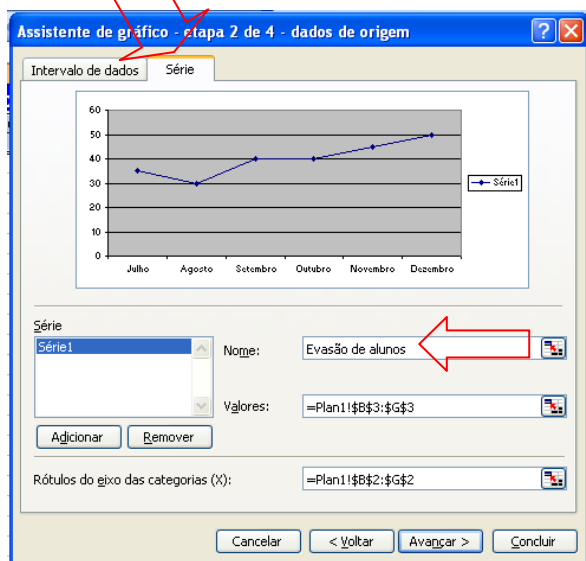 Assistente de gráfico - etapa 2 de 4 - dados de origem
Intervalo de dados Série
60
50
40
30
20
10
0
Julho Agosto Setembro Outubro Novembro Dezembro
Série1
Série
Série1
Nome: Evasão de alunos
Valores: =Plan1!$B$3:$G$3
Adicionar Remover
Rótulos do eixo das categorias (X): =Plan1!$B$2:$G$2
Cancelar < Voltar Avançar > Concluir